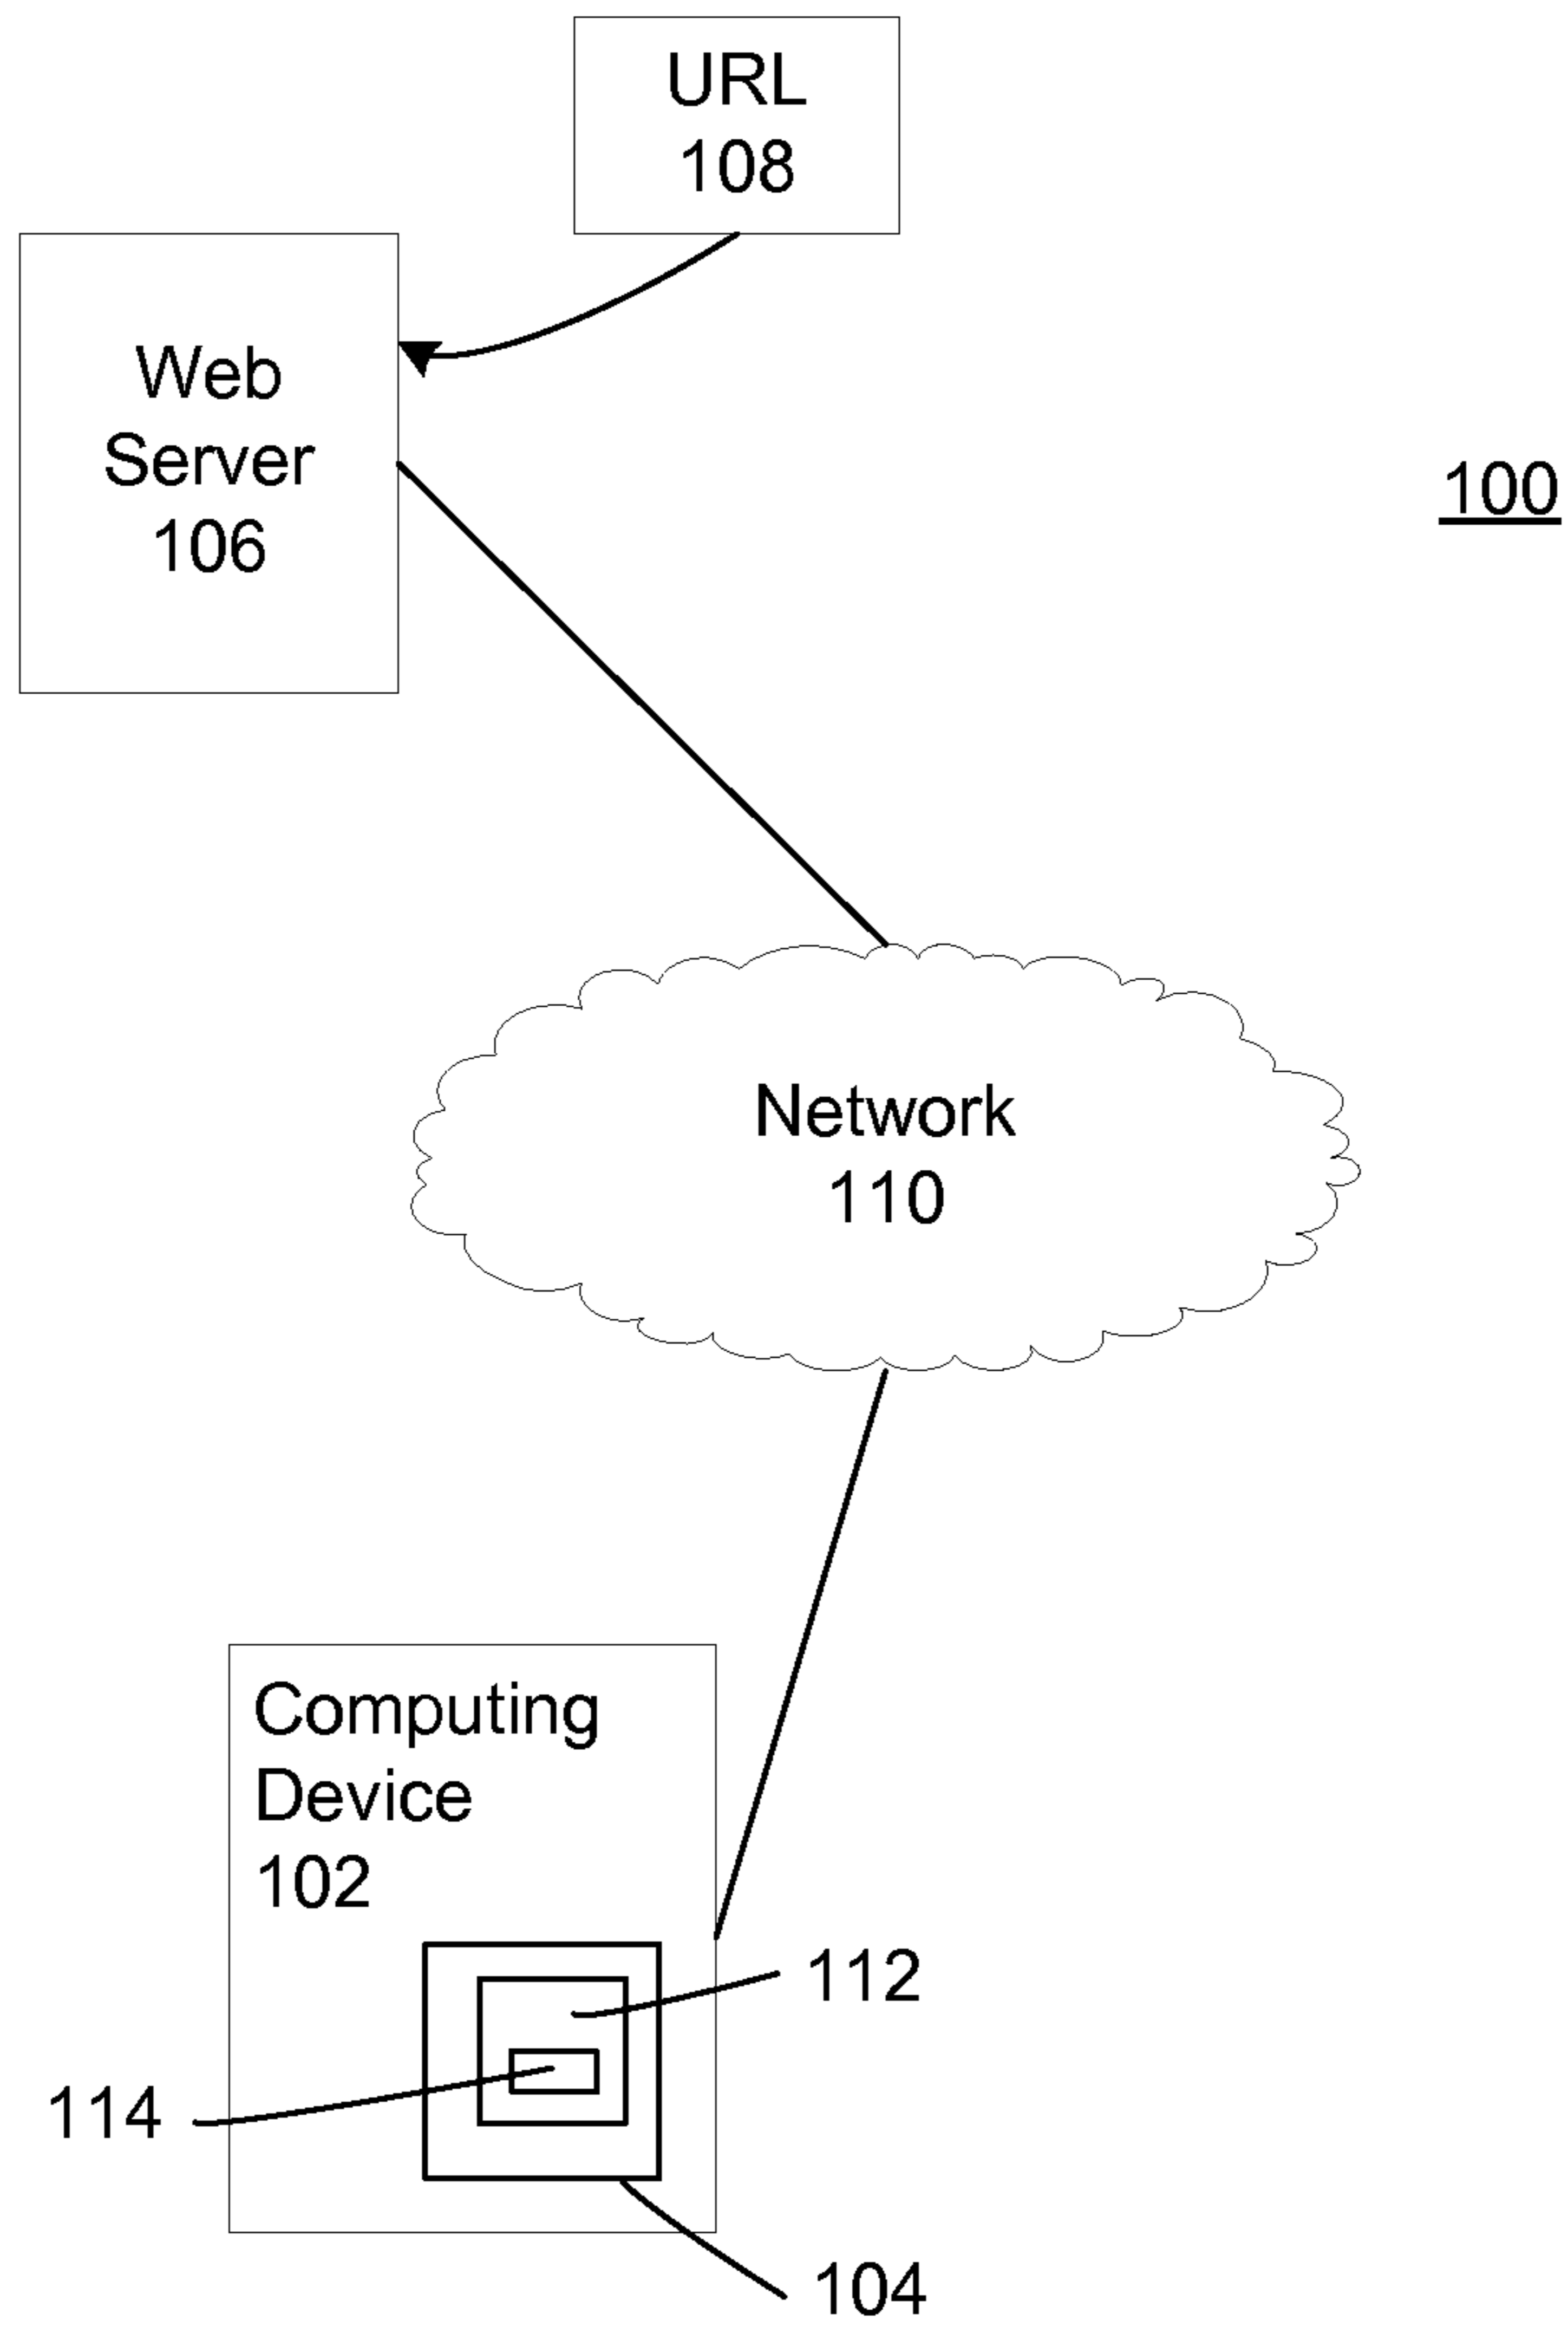 URL
108
Web
Server
106
100
Network
110
Computing
Device
102
112
114
104